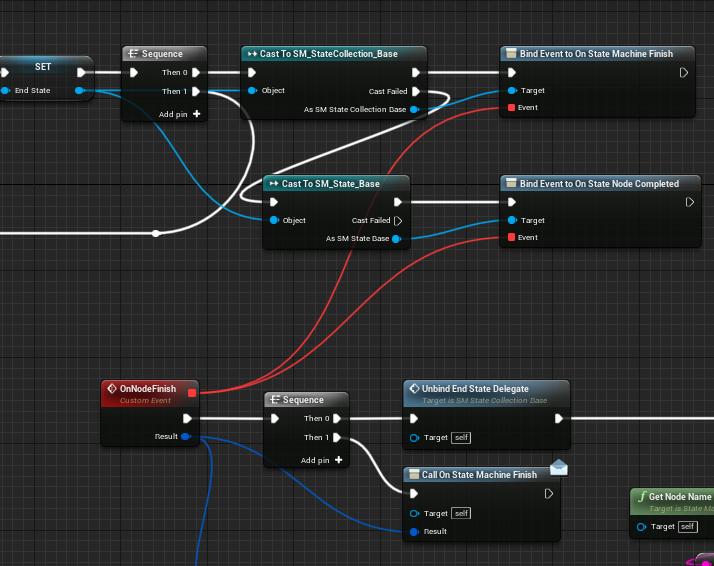 SET
End State
Sequence
Then 0
Then 1
Add pin
Cast To SM_StateCollection_Base
Object
Cast Failed
As SM State Collection Base
Bind Event to On State Machine Finish
Target
Event
Cast To SM_State_Base
Object
Cast Failed
As SM State Base
Bind Event to On State Node Completed
Target
Event
OnNodeFinish
Custom Event
Result
Sequence
Then 0
Then 1
Add pin
Unbind End State Delegate
Target is SM State Collection Base
Target self
Call On State Machine Finish
Target self
Result
Get Node Name
Target is State Ma
Target self